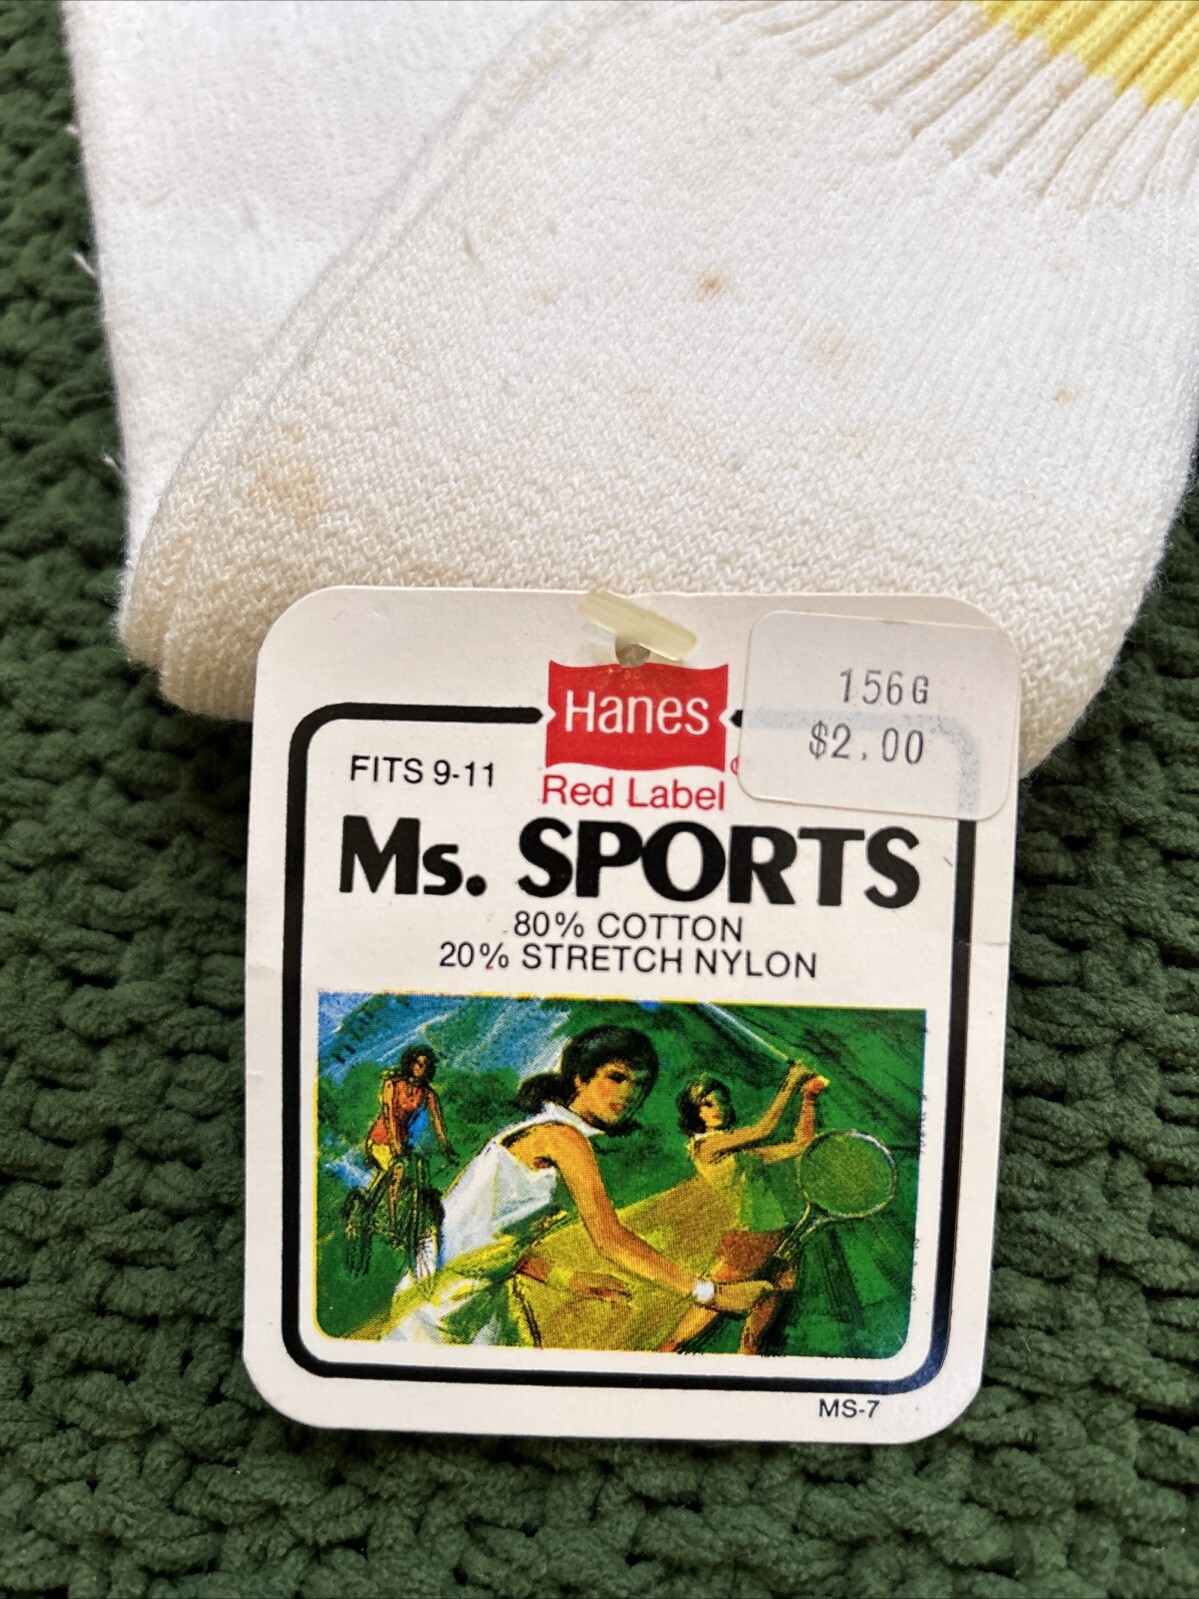 156G
$2.00
Hanes
FITS 9-11
Red Label
Ms. SPORTS
80% COTTON
20% STRETCH NYLON
MS-7